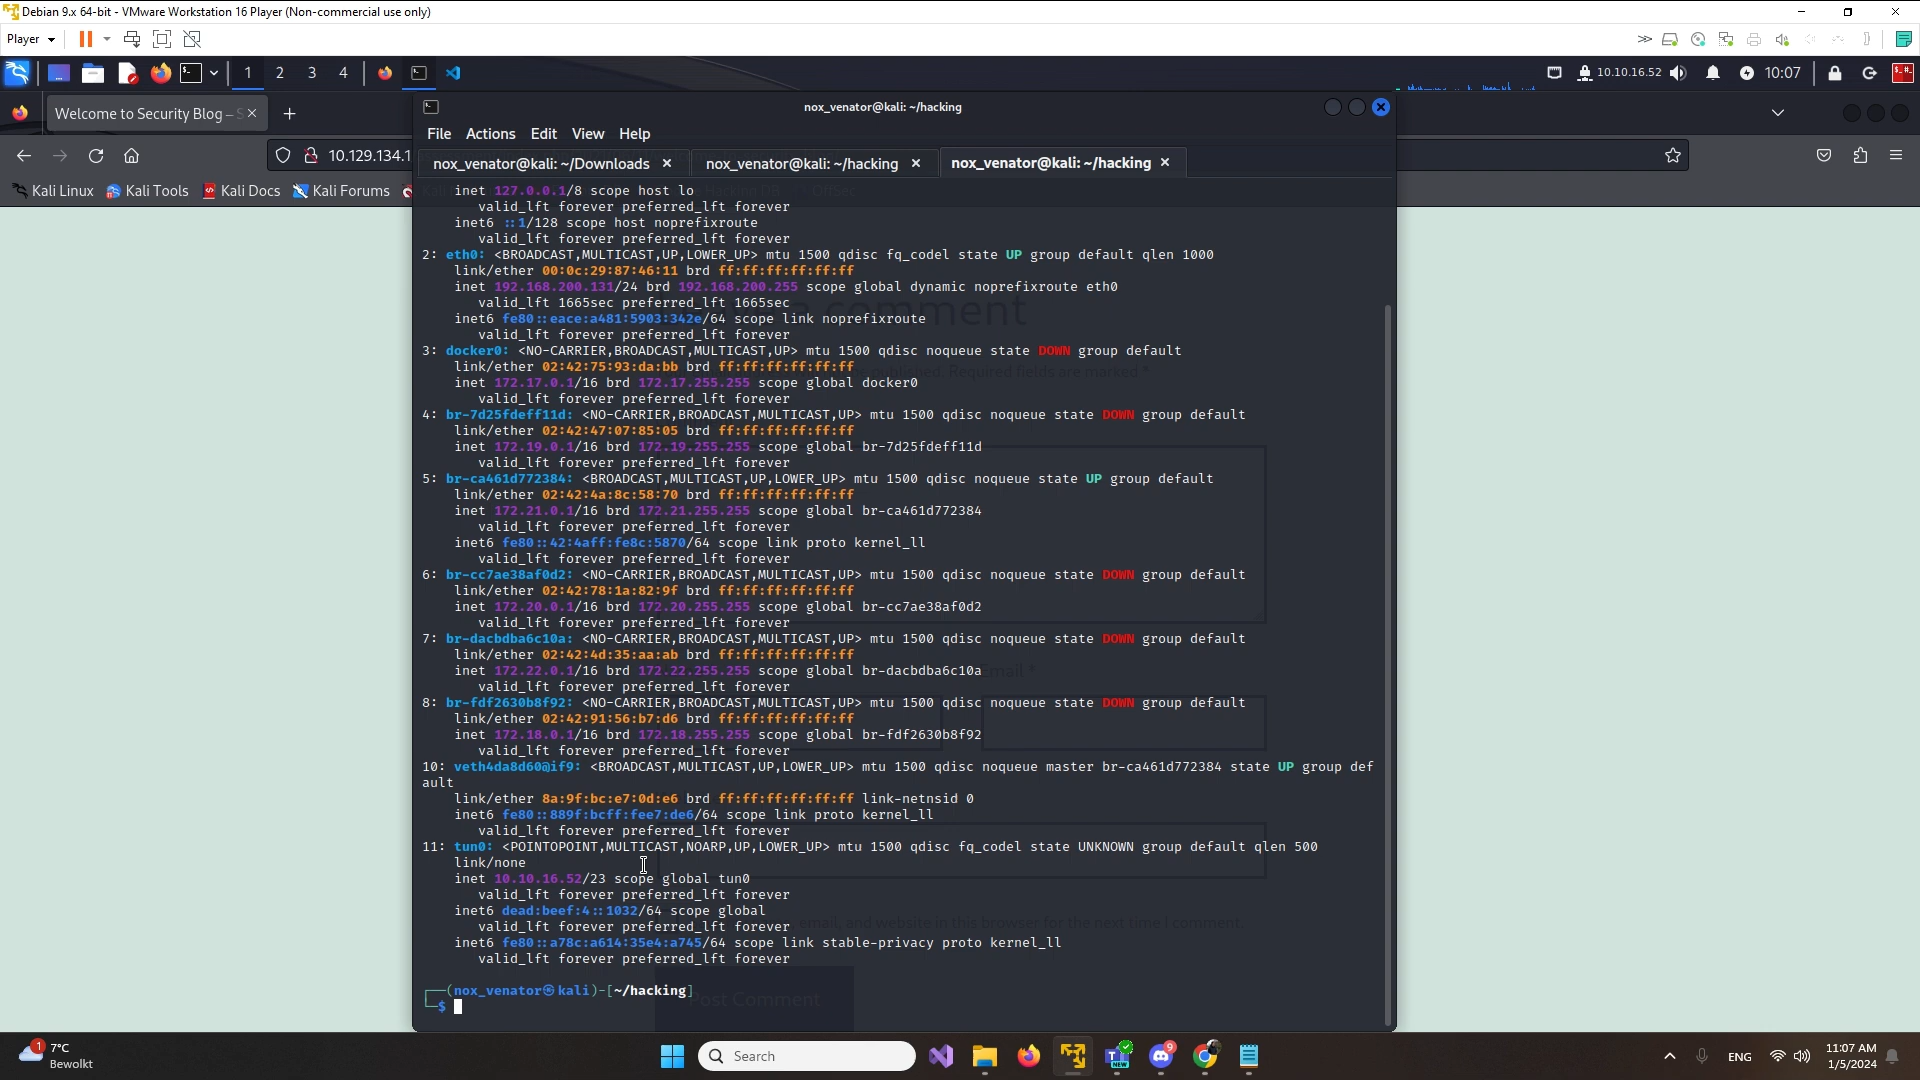 Debian 9.x 64-bit - VMware Workstation 16 Player (Non-commercial use only)
Player
1 2 3 4
10.10.16.52
10:07
Welcome to Security Blog –
nox_venator@kali: ~/hacking
File Actions Edit View Help
10.129.134.1
nox_venator@kali: ~/Downloads
nox_venator@kali: ~/hacking
nox_venator@kali: ~/hacking
Kali Linux Kali Tools Kali Docs Kali Forums
inet 127.0.0.1/8 scope host lo
valid_lft forever preferred_lft forever
inet6 ::1/128 scope host noprefixroute
valid_lft forever preferred_lft forever
2: eth0: <BROADCAST,MULTICAST,UP,LOWER_UP> mtu 1500 qdisc fq_codel state UP group default qlen 1000
link/ether 00:0c:29:87:46:11 brd ff:ff:ff:ff:ff:ff
inet 192.168.200.131/24 brd 192.168.200.255 scope global dynamic noprefixroute eth0
valid_lft 1665sec preferred_lft 1665sec
comment
inet6 fe80::eace:a481:5903:342e/64 scope link noprefixroute
valid_lft forever preferred_lft forever
3: docker0: <NO-CARRIER,BROADCAST,MULTICAST,UP> mtu 1500 qdisc noqueue state DOWN group default
link/ether 02:42:75:93:da:bb brd ff:ff:ff:ff:ff:ff
published. Required fields are marked *
inet 172.17.0.1/16 brd 172.17.255.255 scope global docker0
valid_lft forever preferred_lft forever
4: br-7d25fdeff11d: <NO-CARRIER,BROADCAST,MULTICAST,UP> mtu 1500 qdisc noqueue state DOWN group default
link/ether 02:42:47:07:85:05 brd ff:ff:ff:ff:ff:ff
inet 172.19.0.1/16 brd 172.19.255.255 scope global br-7d25fdeff11d
valid_lft forever preferred_lft forever
5: br-ca461d772384: <BROADCAST,MULTICAST,UP,LOWER_UP> mtu 1500 qdisc noqueue state UP group default
link/ether 02:42:4a:8c:58:70 brd ff:ff:ff:ff:ff:ff
inet 172.21.0.1/16 brd 172.21.255.255 scope global br-ca461d772384
valid_lft forever preferred_lft forever
inet6 fe80::42:4aff:fe8c:5870/64 scope link proto kernel_ll
valid_lft forever preferred_lft forever
6: br-cc7ae38af0d2: <NO-CARRIER,BROADCAST,MULTICAST,UP> mtu 1500 qdisc noqueue state DOWN group default
link/ether 02:42:78:1a:82:9f brd ff:ff:ff:ff:ff:ff
inet 172.20.0.1/16 brd 172.20.255.255 scope global br-cc7ae38af0d2
valid_lft forever preferred_lft forever
7: br-dacbdba6c10a: <NO-CARRIER,BROADCAST,MULTICAST,UP> mtu 1500 qdisc noqueue state DOWN group default
link/ether 02:42:4d:35:aa:ab brd ff:ff:ff:ff:ff:ff
inet 172.22.0.1/16 brd 172.22.255.255 scope global br-dacbdba6c10a
Email *
valid_lft forever preferred_lft forever
8: br-fdf2630b8f92: <NO-CARRIER,BROADCAST,MULTICAST,UP> mtu 1500 qdisc noqueue state DOWN group default
link/ether 02:42:91:56:b7:d6 brd ff:ff:ff:ff:ff:ff
inet 172.18.0.1/16 brd 172.18.255.255 scope global br-fdf2630b8f92
valid_lft forever preferred_lft forever
10: veth4da8d60@if9: <BROADCAST,MULTICAST,UP,LOWER_UP> mtu 1500 qdisc noqueue master br-ca461d772384 state UP group def
ault
link/ether 8a:9f:bc:e7:0d:e6 brd ff:ff:ff:ff:ff:ff link-netnsid 0
inet6 fe80::889f:bcff:fee7:de6/64 scope link proto kernel_ll
valid_lft forever preferred_lft forever
11: tun0: <POINTOPOINT,MULTICAST,NOARP,UP,LOWER_UP> mtu 1500 qdisc fq_codel state UNKNOWN group default qlen 500
link/none
inet 10.10.16.52/23 scope global tun0
valid_lft forever preferred_lft forever
inet6 dead:beef:4::1032/64 scope global
valid_lft forever preferred_lft forever
email, and website in this browser for the next time I comment.
inet6 fe80::a78c:a614:35e4:a745/64 scope link stable-privacy proto kernel_ll
valid_lft forever preferred_lft forever
(nox_venator㉿kali)-[~/hacking]
$
Post Comment
1
7°C
Bewolkt
Search
NEW
9
ENG
11:07 AM
1/5/2024